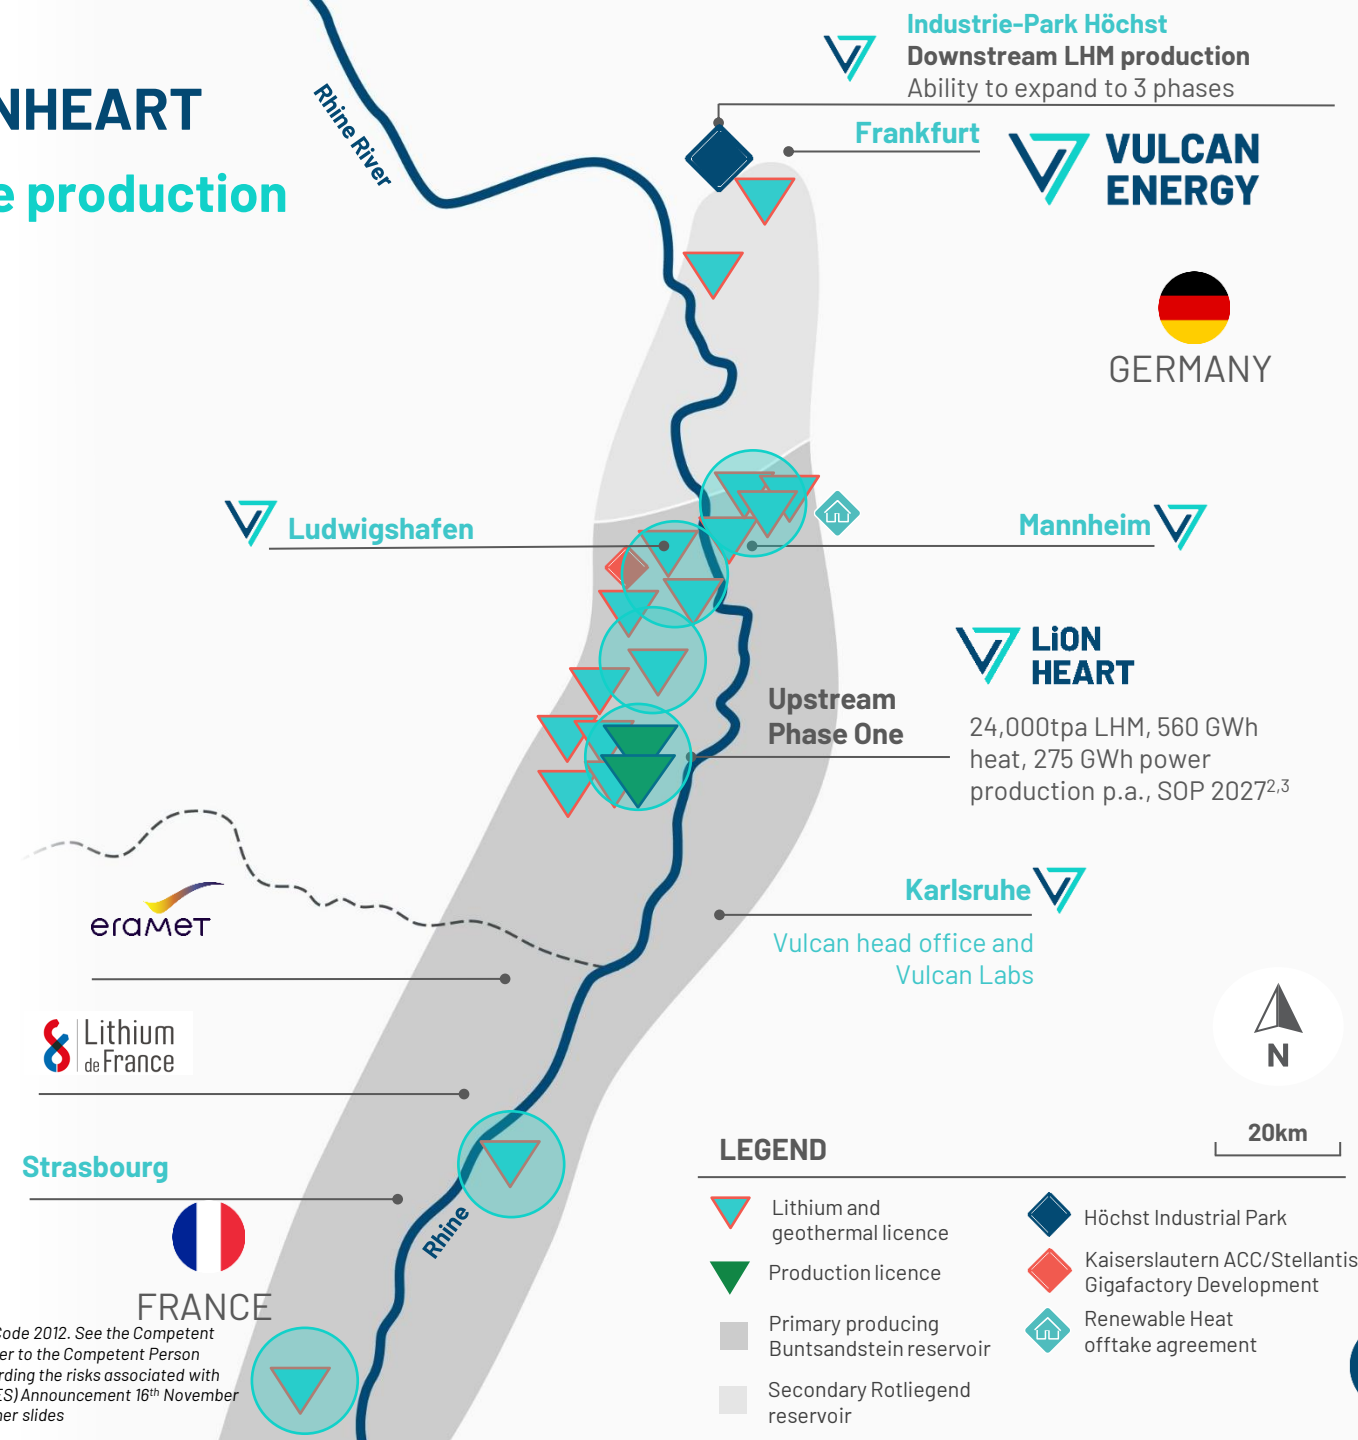 Industrie-Park Höchst
Downstream LHM production
Ability to expand to 3 phases
NHEART
e production
Rhine River
Frankfurt
VULCAN
ENERGY
GERMANY
Ludwigshafen
Mannheim
LiON
HEART
Upstream
Phase One
24,000tpa LHM, 560 GWh
heat, 275 GWh power
production p.a., SOP 2027²,³
eramet
Karlsruhe
Vulcan head office and
Vulcan Labs
Lithium
de France
N
20km
Strasbourg
Rhine
FRANCE
LEGEND
Lithium and
geothermal licence
Production licence
Primary producing
Buntsandstein reservoir
Secondary Rotliegend
reservoir
Höchst Industrial Park
Kaiserslautern ACC/Stellantis
Gigafactory Development
Renewable Heat
offtake agreement
Code 2012. See the Competent
er to the Competent Person
rding the risks associated with
ES) Announcement 16th November
ner slides